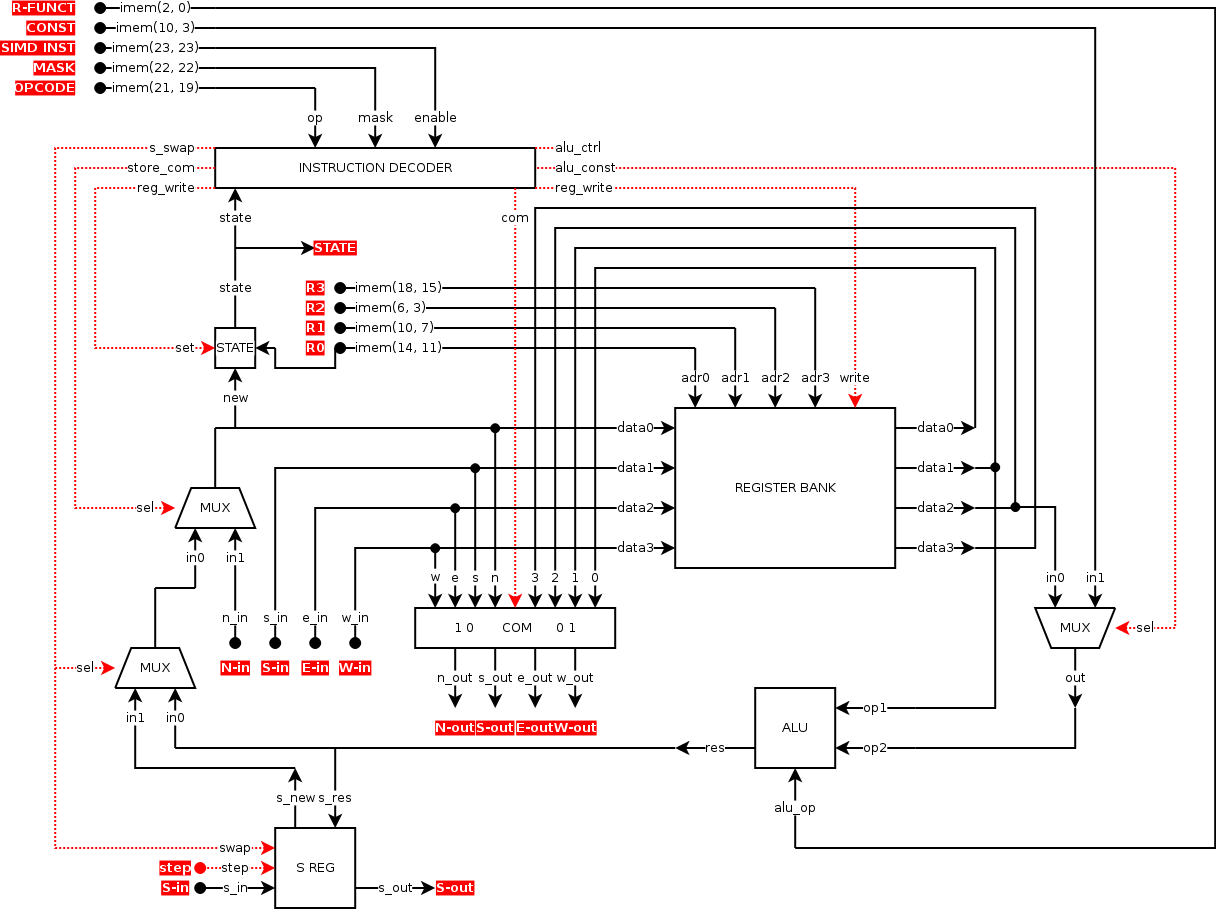 R-FUNCT imem(2, 0)
CONST imem(10, 3)
SIMD INST imem(23, 23)
MASK imem(22, 22)
OPCODE imem(21, 19)
op mask enable
s_swap alu_ctrl
store_com INSTRUCTION DECODER alu_const
reg_write reg_write
state com
STATE
state R3 imem(18, 15)
R2 imem(6, 3)
R1 imem(10, 7)
set STATE R0 imem(14, 11)
adr0 adr1 adr2 adr3 write
new
data0 data0
data1 data1
REGISTER BANK
sel MUX data2 data2
data3 data3
in0 in1
w e s n 3 2 1 0 in0 in1
n_in s_in e_in w_in
1 0 COM 0 1 MUX sel
sel MUX N-in S-in E-in W-in
n_out s_out e_out w_out out
op1
in1 in0
N-out S-out E-out W-out ALU
res op2
s_new s_res
alu_op
swap
step step S REG
S-in s_in s_out S-out